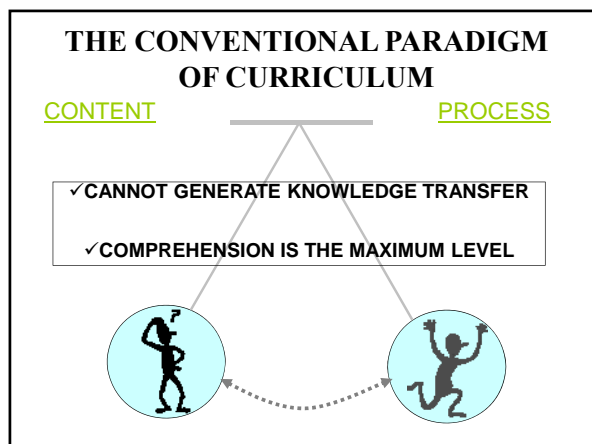 THE CONVENTIONAL PARADIGM
OF CURRICULUM
CONTENT
PROCESS
✓CANNOT GENERATE KNOWLEDGE TRANSFER
✓COMPREHENSION IS THE MAXIMUM LEVEL
?